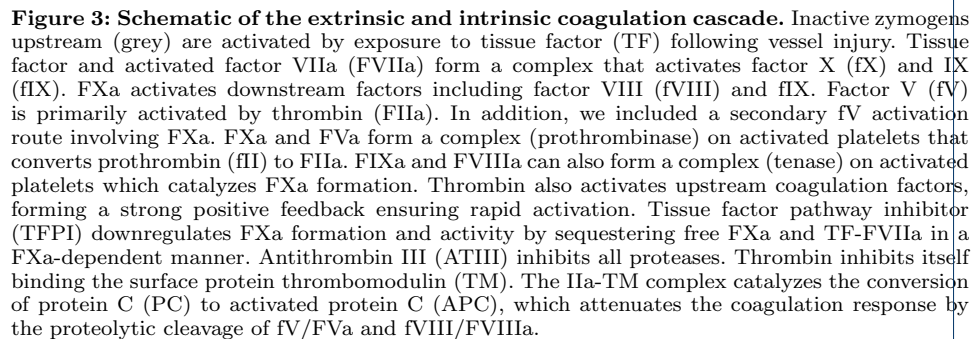 Figure 3: Schematic of the extrinsic and intrinsic coagulation cascade. Inactive zymogens
upstream (grey) are activated by exposure to tissue factor (TF) following vessel injury. Tissue
factor and activated factor VIIa (FVIIa) form a complex that activates factor X (fX) and IX
(fIX). FXa activates downstream factors including factor VIII (fVIII) and fIX. Factor V (fV)
is primarily activated by thrombin (FIIa). In addition, we included a secondary fV activation
route involving FXa. FXa and FVa form a complex (prothrombinase) on activated platelets that
converts prothrombin (fII) to FIIa. FIXa and FVIIIa can also form a complex (tenase) on activated
platelets which catalyzes FXa formation. Thrombin also activates upstream coagulation factors,
forming a strong positive feedback ensuring rapid activation. Tissue factor pathway inhibitor
(TFPI) downregulates FXa formation and activity by sequestering free FXa and TF-FVIIa in a
FXa-dependent manner. Antithrombin III (ATIII) inhibits all proteases. Thrombin inhibits itself
binding the surface protein thrombomodulin (TM). The IIa-TM complex catalyzes the conversion
of protein C (PC) to activated protein C (APC), which attenuates the coagulation response by
the proteolytic cleavage of fV/FVa and fVIII/FVIIIa.